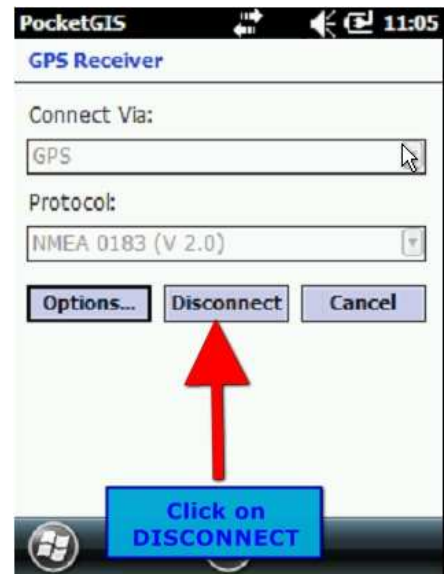 PocketGIS 11:05
GPS Receiver
Connect Via:
GPS
Protocol:
NMEA 0183 (V 2.0)
Options... Disconnect Cancel
Click on
DISCONNECT